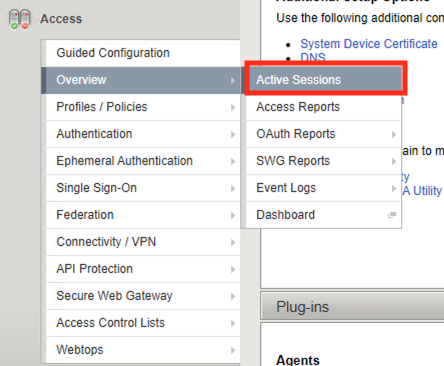 Access
Guided Configuration
Overview
Profiles / Policies
Authentication
Ephemeral Authentication
Single Sign-On
Federation
Connectivity / VPN
API Protection
Secure Web Gateway
Access Control Lists
Webtops
Active Sessions
Access Reports
OAuth Reports
SWG Reports
Event Logs
Dashboard
Use the following additional con
System Device Certificate
DNS
ain to m
ty
A Utility
Plug-ins
Agents